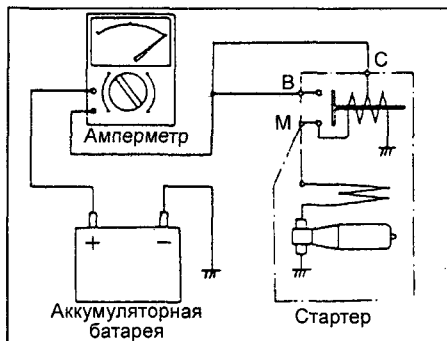 C
B
M
Амперметр
+ −
Аккумуляторная
батарея
Стартер